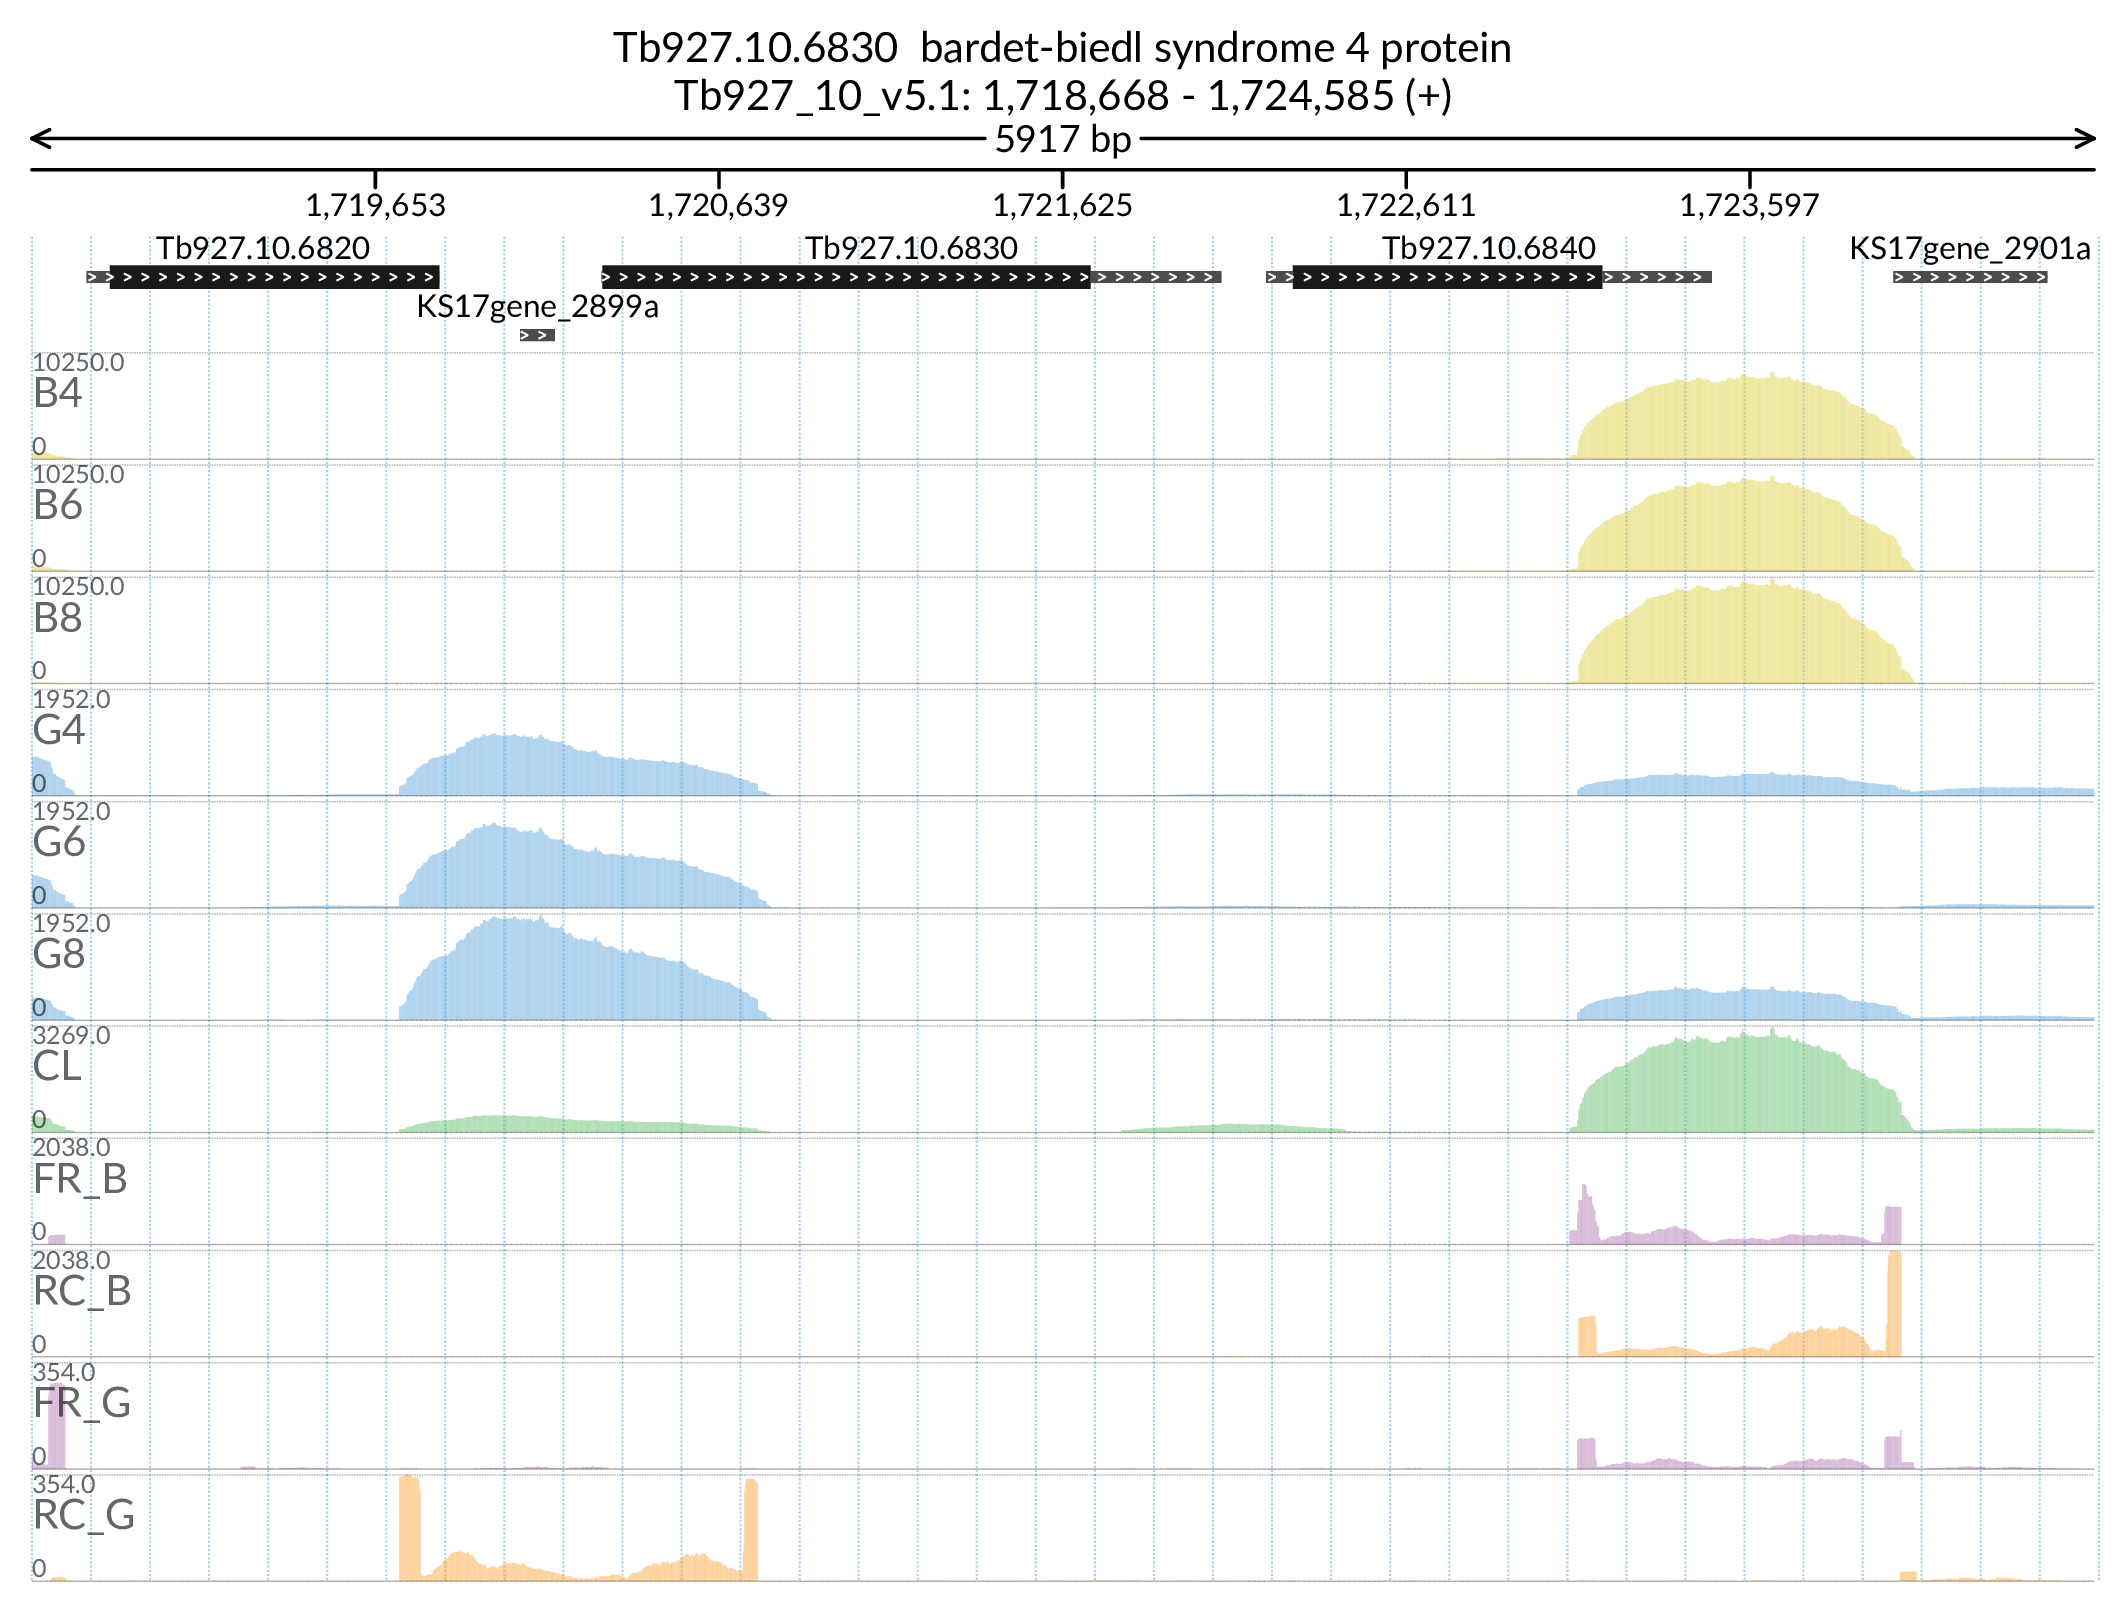 Tb927.10.6830  bardet-biedl syndrome 4 protein
Tb927_10_v5.1: 1,718,668 - 1,724,585 (+)
5917 bp
1,719,653 1,720,639 1,721,625 1,722,611 1,723,597
Tb927.10.6820 Tb927.10.6830 Tb927.10.6840 KS17gene_2901a
KS17gene_2899a
10250.0
B4
0
10250.0
B6
0
10250.0
B8
0
1952.0
G4
0
1952.0
G6
0
1952.0
G8
0
3269.0
CL
0
2038.0
FR_B
0
2038.0
RC_B
0
354.0
FR_G
0
354.0
RC_G
0